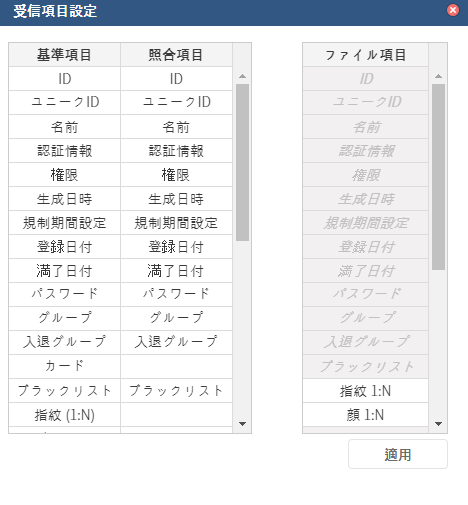 受信項目設定
基準項目 照合項目 ファイル項目
ID ID ID
ユニークID ユニークID ユニークID
名前 名前 名前
認証情報 認証情報 認証情報
権限 権限 権限
生成日時 生成日時 生成日時
規制期間設定 規制期間設定 規制期間設定
登録日付 登録日付 登録日付
満了日付 満了日付 満了日付
パスワード パスワード パスワード
グループ グループ グループ
入退グループ 入退グループ 入退グループ
カード ブラックリスト
ブラックリスト ブラックリスト 指紋 1:N
指紋 (1:N) 顔 1:N
適用